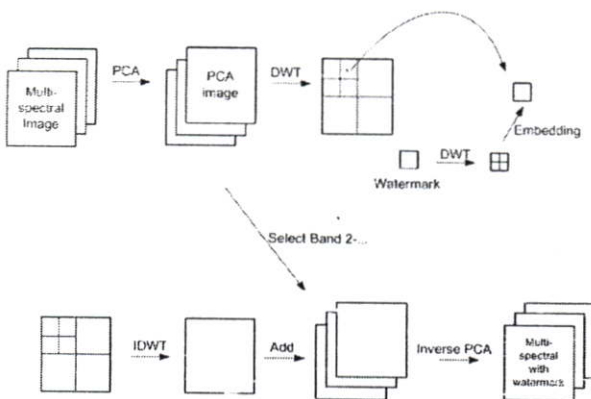 PCA
DWT
Multi-
spectral
Image
PCA
image
DWT
Embedding
Watermark
Select Band 2-...
IDWT
Add
Inverse PCA
Multi-
spectral
with
watermark